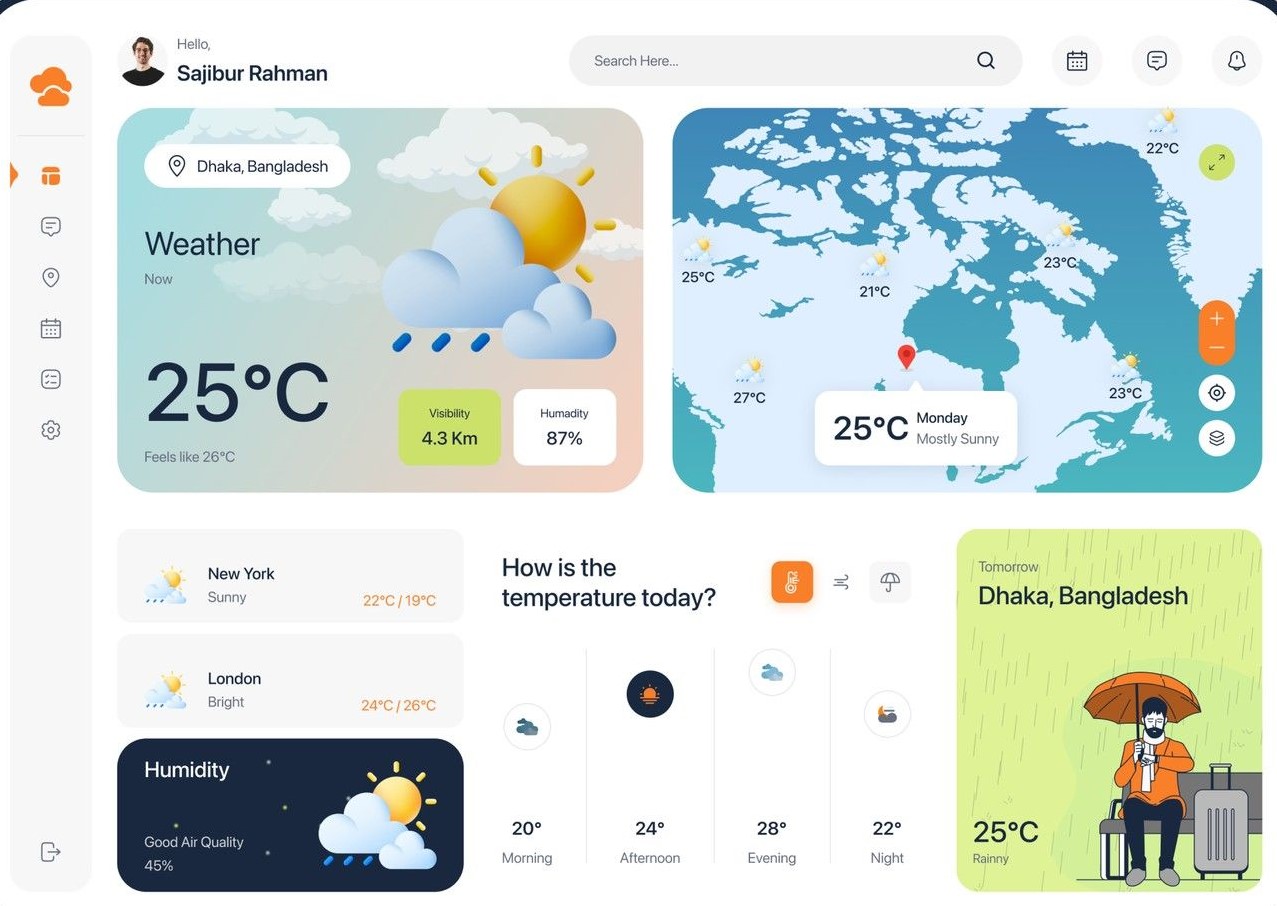 Hello,
Sajibur Rahman
Search Here...
Dhaka, Bangladesh
Weather
Now
25°C
Feels like 26°C
Visibility
4.3 Km
Humadity
87%
22°C
25°C
21°C
23°C
27°C
23°C
25°C
Monday
Mostly Sunny
+
−
New York
Sunny
22°C / 19°C
London
Bright
24°C / 26°C
Humidity
Good Air Quality
45%
How is the
temperature today?
20°
Morning
24°
Afternoon
28°
Evening
22°
Night
Tomorrow
Dhaka, Bangladesh
25°C
Rainny